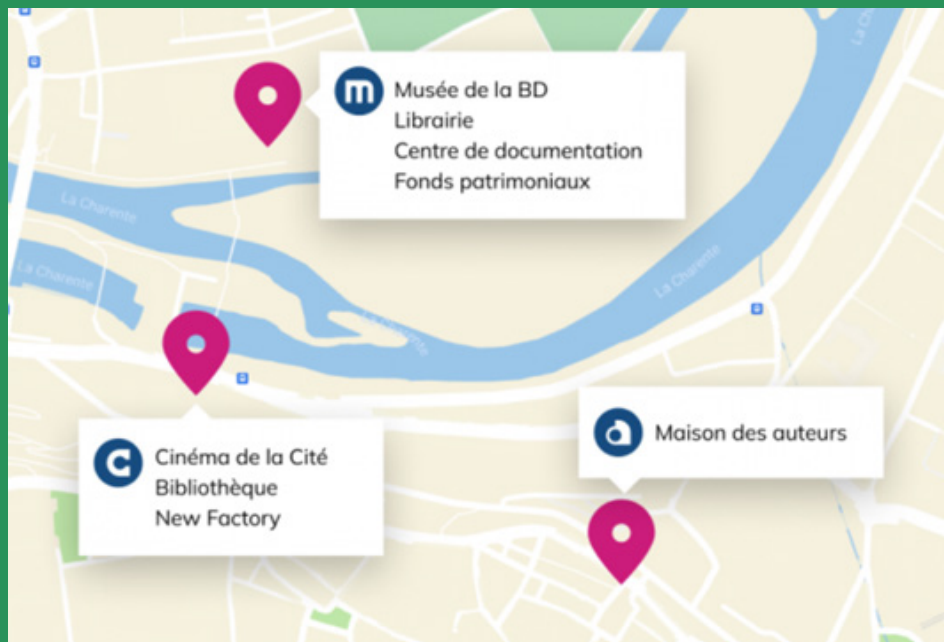 m
Musée de la BD
Librairie
Centre de documentation
Fonds patrimoniaux
La Charente
La Charente
La Charente
La Charente
La Cha
C
Cinéma de la Cité
Bibliothèque
New Factory
a
Maison des auteurs